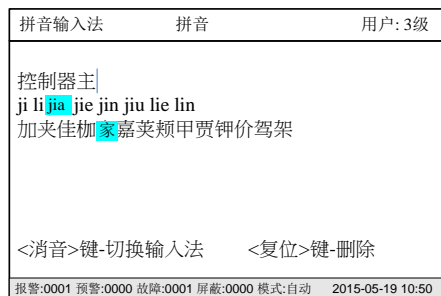 拼音输入法 拼音 用户: 3级
控制器主
ji li jia jie jin jiu lie lin
加夹佳枷家嘉荚颊甲贾钾价驾架
<消音>键-切换输入法 <复位>键-删除
报警:0001 预警:0000 故障:0001 屏蔽:0000 模式:自动 2015-05-19 10:50